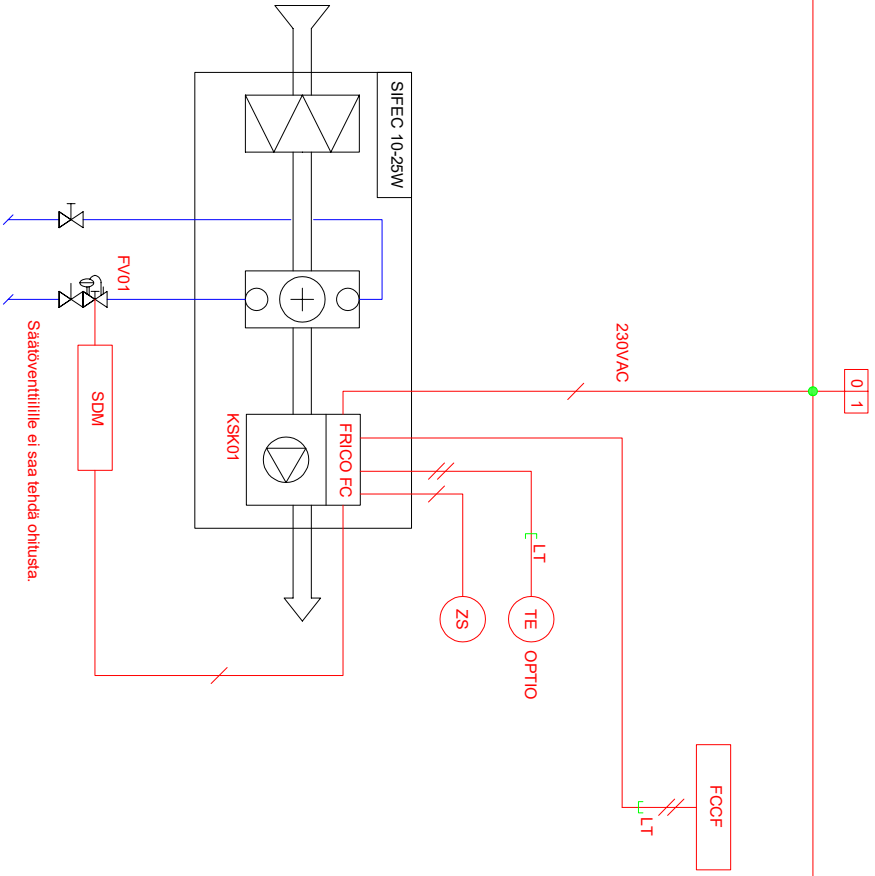 0 1
230VAC
SIFEC 10-25W
FV01
SDM
Säätöventtiilille ei saa tehdä ohitusta.
KSK01
FRICO FC
LT
TE
OPTIO
ZS
FCCF
LT